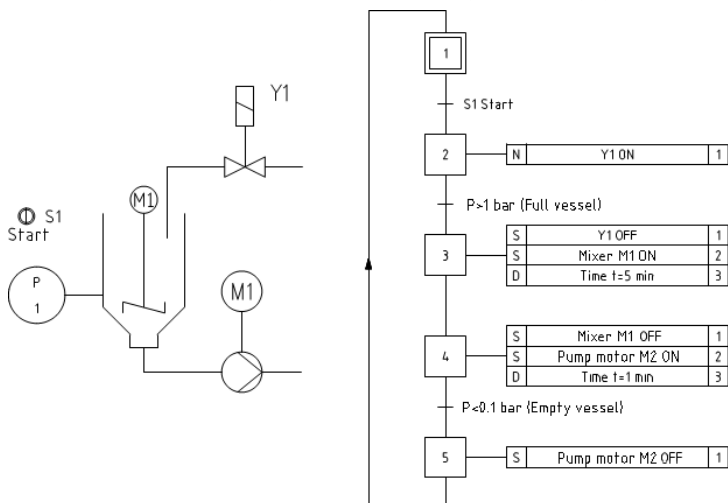 Y1
M1
S1
Start
P
1
M1
1
S1 Start
2
N Y1 ON 1
P>1 bar (Full vessel)
3
S Y1 OFF 1
S Mixer M1 ON 2
D Time t=5 min 3
4
S Mixer M1 OFF 1
S Pump motor M2 ON 2
D Time t=1 min 3
P<0.1 bar (Empty vessel)
5
S Pump motor M2 OFF 1